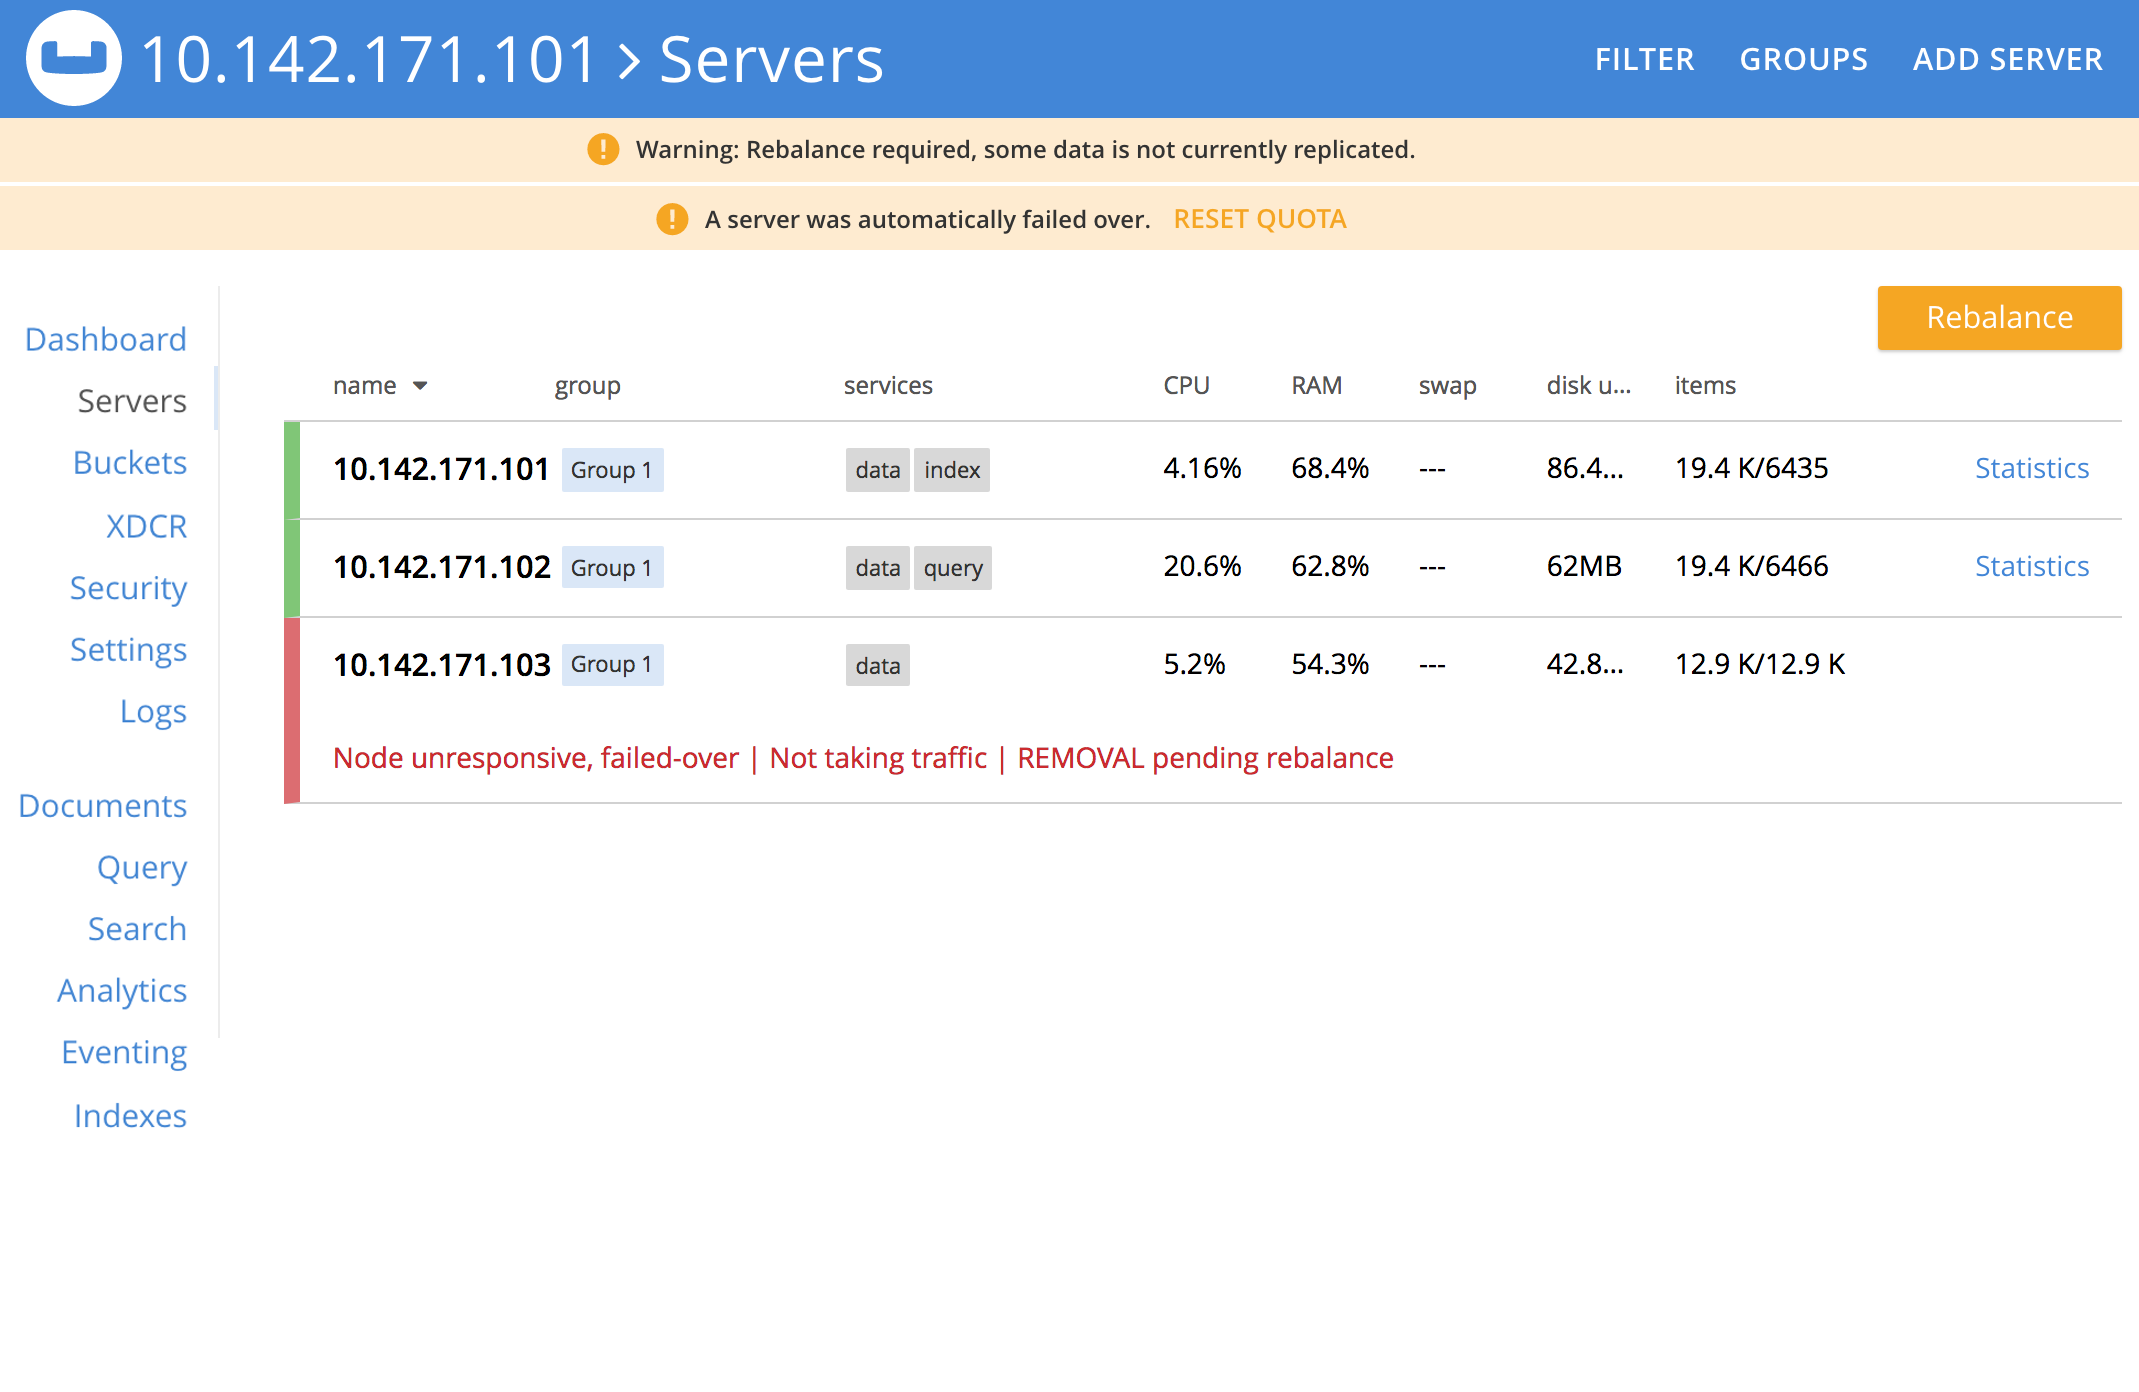 10.142.171.101 > Servers
FILTER GROUPS ADD SERVER
Warning: Rebalance required, some data is not currently replicated.
A server was automatically failed over. RESET QUOTA
Dashboard
Servers
Buckets
XDCR
Security
Settings
Logs
Documents
Query
Search
Analytics
Eventing
Indexes
Rebalance
name group services CPU RAM swap disk u... items
10.142.171.101 Group 1 data index 4.16% 68.4% --- 86.4... 19.4 K/6435 Statistics
10.142.171.102 Group 1 data query 20.6% 62.8% --- 62MB 19.4 K/6466 Statistics
10.142.171.103 Group 1 data 5.2% 54.3% --- 42.8... 12.9 K/12.9 K
Node unresponsive, failed-over | Not taking traffic | REMOVAL pending rebalance